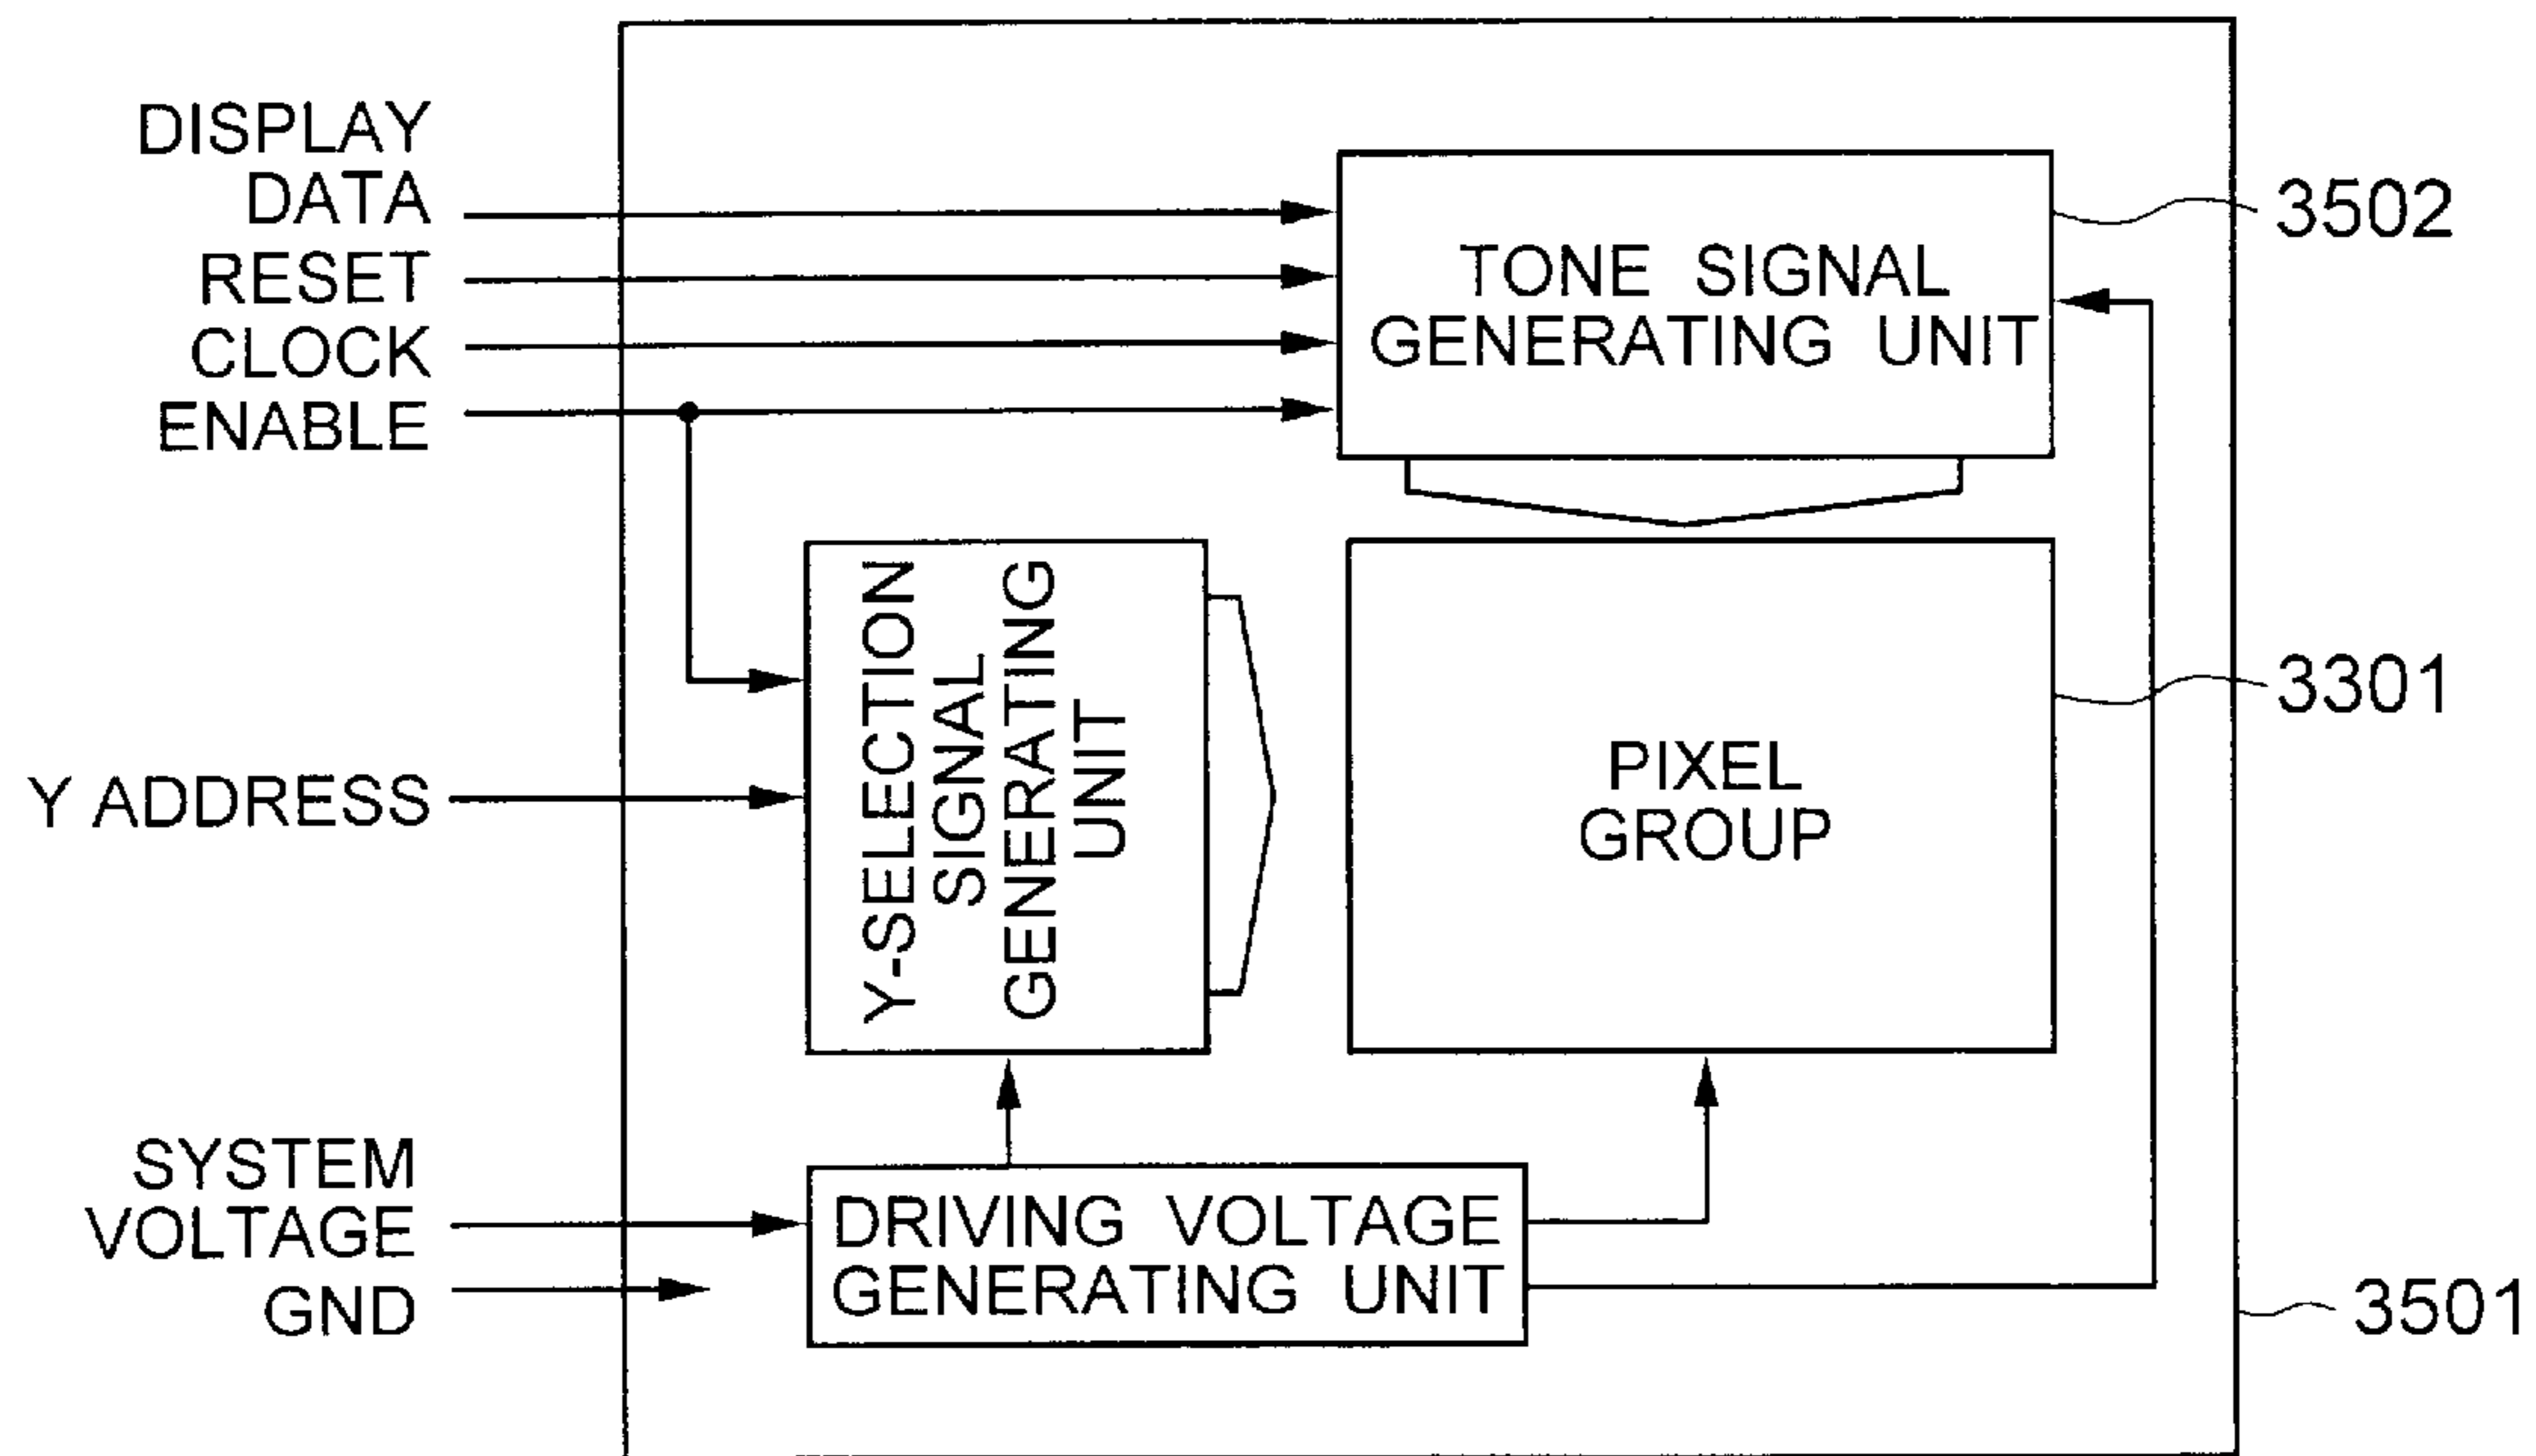 DISPLAY
DATA
RESET
CLOCK
ENABLE
Y ADDRESS
SYSTEM
VOLTAGE
GND
TONE SIGNAL
GENERATING UNIT
Y-SELECTION
SIGNAL
GENERATING
UNIT
PIXEL
GROUP
DRIVING VOLTAGE
GENERATING UNIT
3502
3301
3501